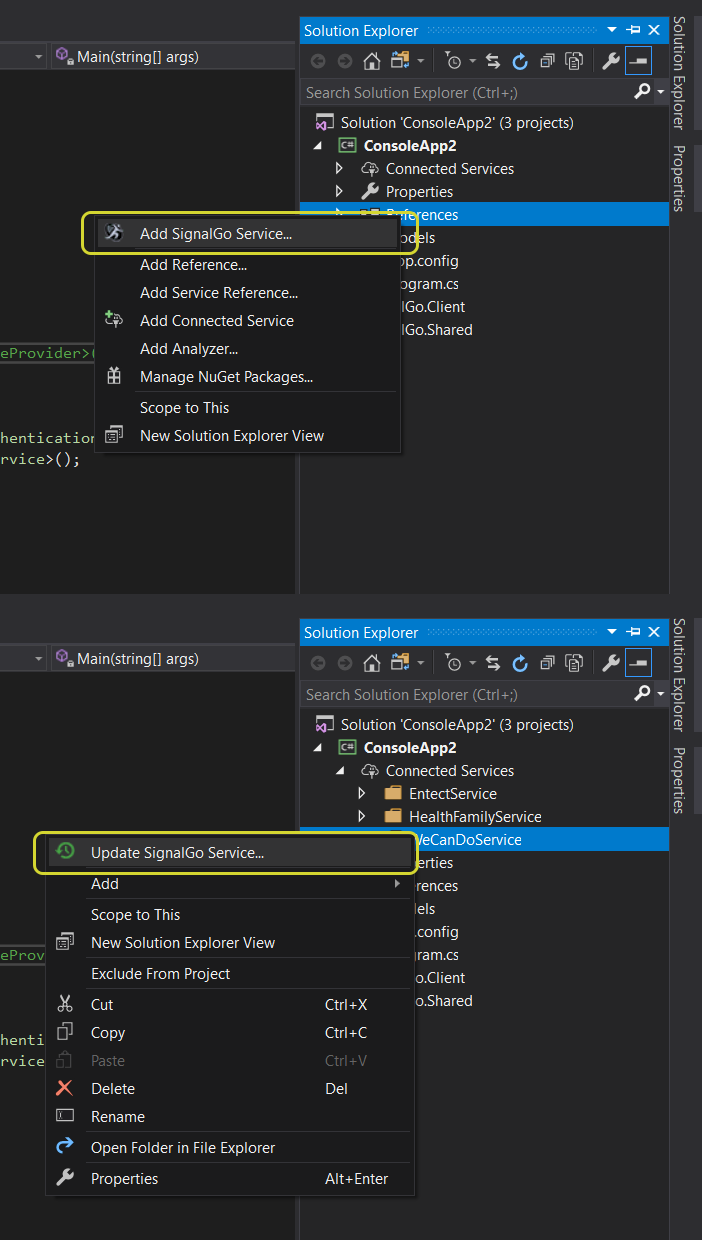 Solution Explorer
Main(string[] args)
Search Solution Explorer (Ctrl+;)
Solution 'ConsoleApp2' (3 projects)
C# ConsoleApp2
Connected Services
Properties
References
Add SignalGo Service...
odels
Add Reference...
p.config
Add Service Reference...
ogram.cs
Add Connected Service
lGo.Client
lGo.Shared
Add Analyzer...
eProvider>(
Manage NuGet Packages...
Scope to This
New Solution Explorer View
hentication
rvice>();
Solution Explorer
Properties
Solution Explorer
Main(string[] args)
Search Solution Explorer (Ctrl+;)
Solution 'ConsoleApp2' (3 projects)
C# ConsoleApp2
Connected Services
EntectService
HealthFamilyService
WeCanDoService
Update SignalGo Service...
erties
Add
rences
els
Scope to This
.config
New Solution Explorer View
eProv
ram.cs
Exclude From Project
o.Client
Cut Ctrl+X
o.Shared
Copy Ctrl+C
henti
Paste Ctrl+V
rvice
Delete Del
Rename
Open Folder in File Explorer
Properties Alt+Enter
Solution Explorer
Properties